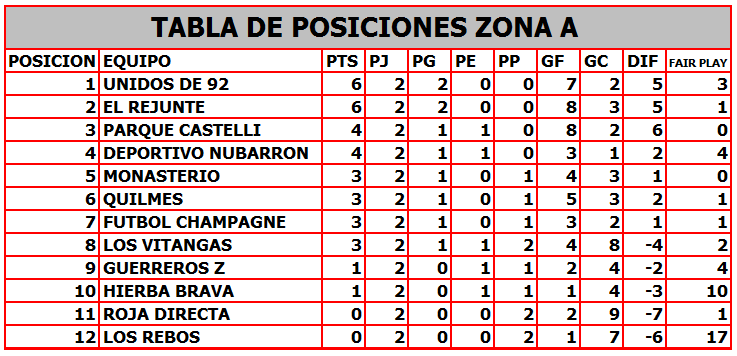 TABLA DE POSICIONES ZONA A
POSICION EQUIPO PTS PJ PG PE PP GF GC DIF FAIR PLAY
1 UNIDOS DE 92 6 2 2 0 0 7 2 5 3
2 EL REJUNTE 6 2 2 0 0 8 3 5 1
3 PARQUE CASTELLI 4 2 1 1 0 8 2 6 0
4 DEPORTIVO NUBARRON 4 2 1 1 0 3 1 2 4
5 MONASTERIO 3 2 1 0 1 4 3 1 0
6 QUILMES 3 2 1 0 1 5 3 2 1
7 FUTBOL CHAMPAGNE 3 2 1 0 1 3 2 1 1
8 LOS VITANGAS 3 2 1 1 2 4 8 -4 2
9 GUERREROS Z 1 2 0 1 1 2 4 -2 4
10 HIERBA BRAVA 1 2 0 1 1 1 4 -3 10
11 ROJA DIRECTA 0 2 0 0 2 2 9 -7 1
12 LOS REBOS 0 2 0 0 2 1 7 -6 17